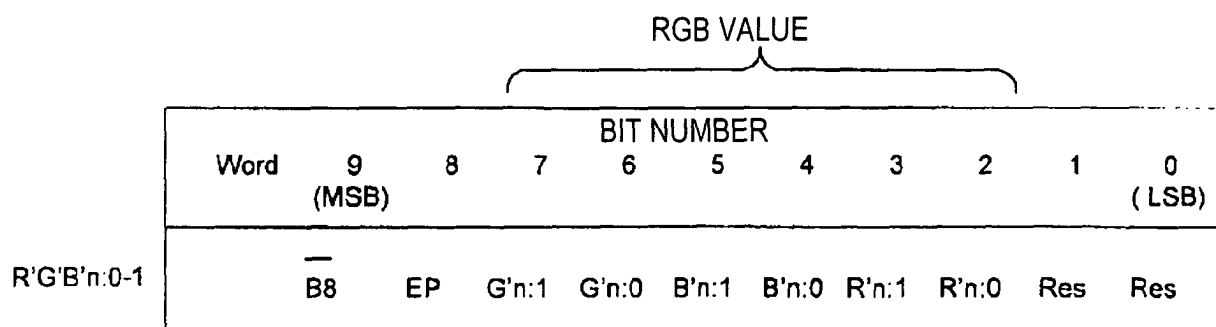 RGB VALUE
BIT NUMBER
Word 9 8 7 6 5 4 3 2 1 0
(MSB) ( LSB)
R'G'B'n:0-1 B̅8 EP G'n:1 G'n:0 B'n:1 B'n:0 R'n:1 R'n:0 Res Res